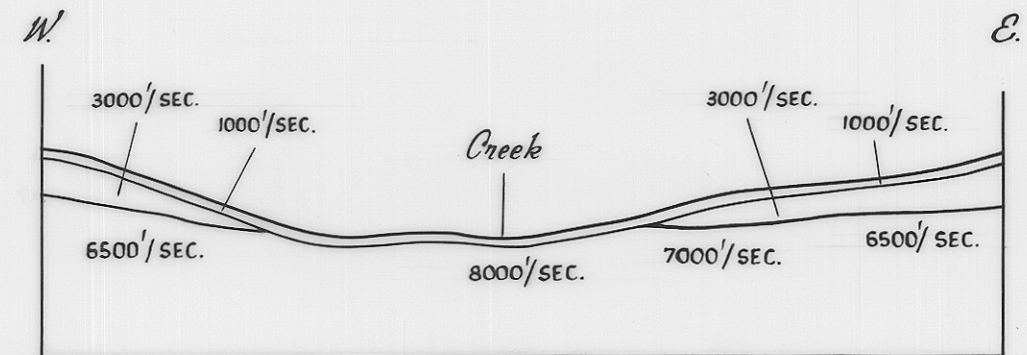 W.
E.
3000'/SEC.
1000'/SEC.
Creek
3000'/SEC.
1000'/SEC.
6500'/SEC.
8000'/SEC.
7000'/SEC.
6500'/SEC.